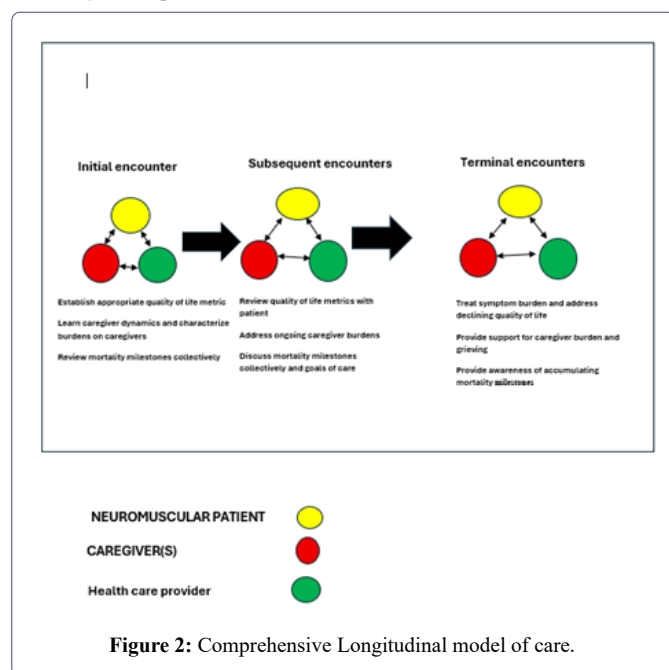 Initial encounter
Subsequent encounters
Terminal encounters
Establish appropriate quality of life metric
Learn caregiver dynamics and characterize
burdens on caregivers
Review mortality milestones collectively
Review quality of life metrics with
patient
Address ongoing caregiver burdens
Discuss mortality milestones
collectively and goals of care
Treat symptom burden and address
declining quality of life
Provide support for caregiver burden and
grieving
Provide awareness of accumulating
mortality milestones
NEUROMUSCULAR PATIENT
CAREGIVER(S)
Health care provider
Figure 2: Comprehensive Longitudinal model of care.